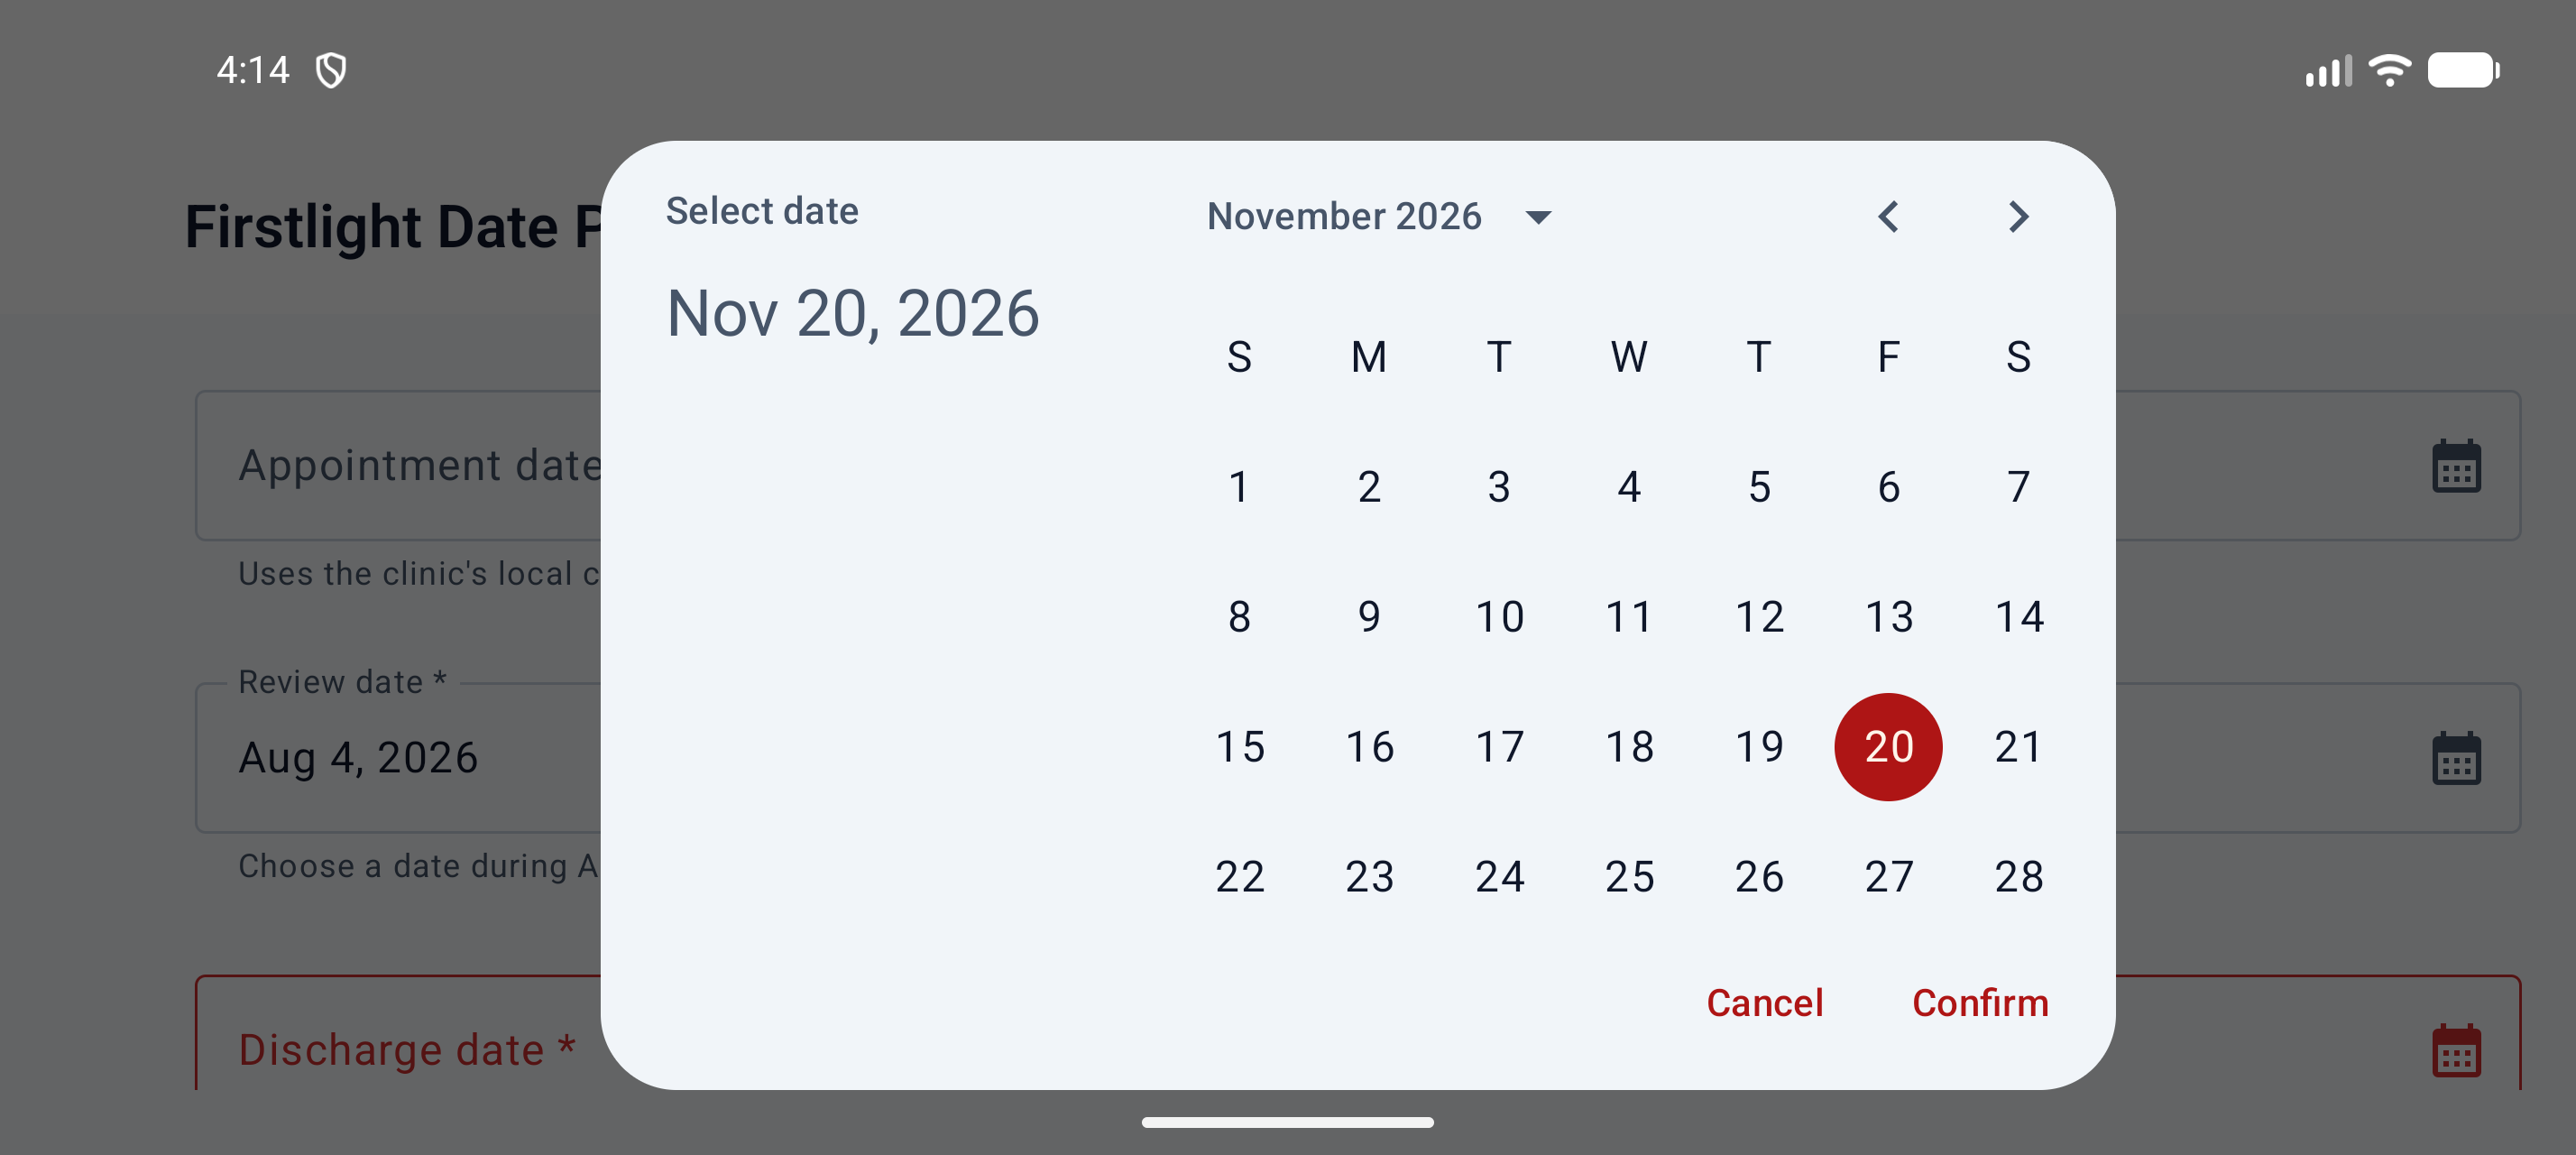 4:14
Firstlight Date
Appointment date
Uses the clinic's local
Review date *
Aug 4, 2026
Choose a date during
Discharge date *
Select date
Nov 20, 2026
November 2026
S M T W T F S
1 2 3 4 5 6 7
8 9 10 11 12 13 14
15 16 17 18 19 20 21
22 23 24 25 26 27 28
Cancel Confirm